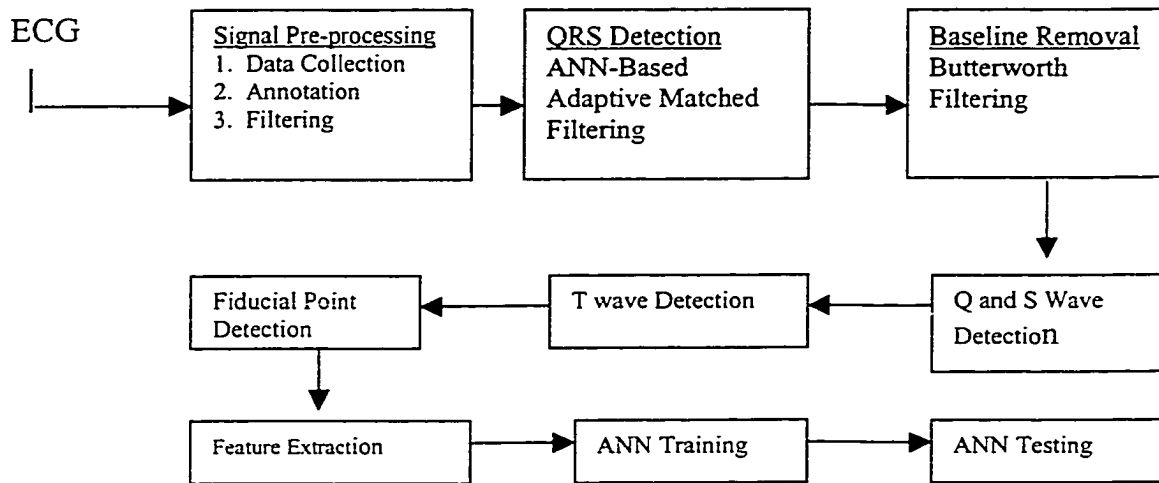 ECG
Signal Pre-processing
1. Data Collection
2. Annotation
3. Filtering
QRS Detection
ANN-Based
Adaptive Matched
Filtering
Baseline Removal
Butterworth
Filtering
Q and S Wave
Detection
T wave Detection
Fiducial Point
Detection
Feature Extraction
ANN Training
ANN Testing